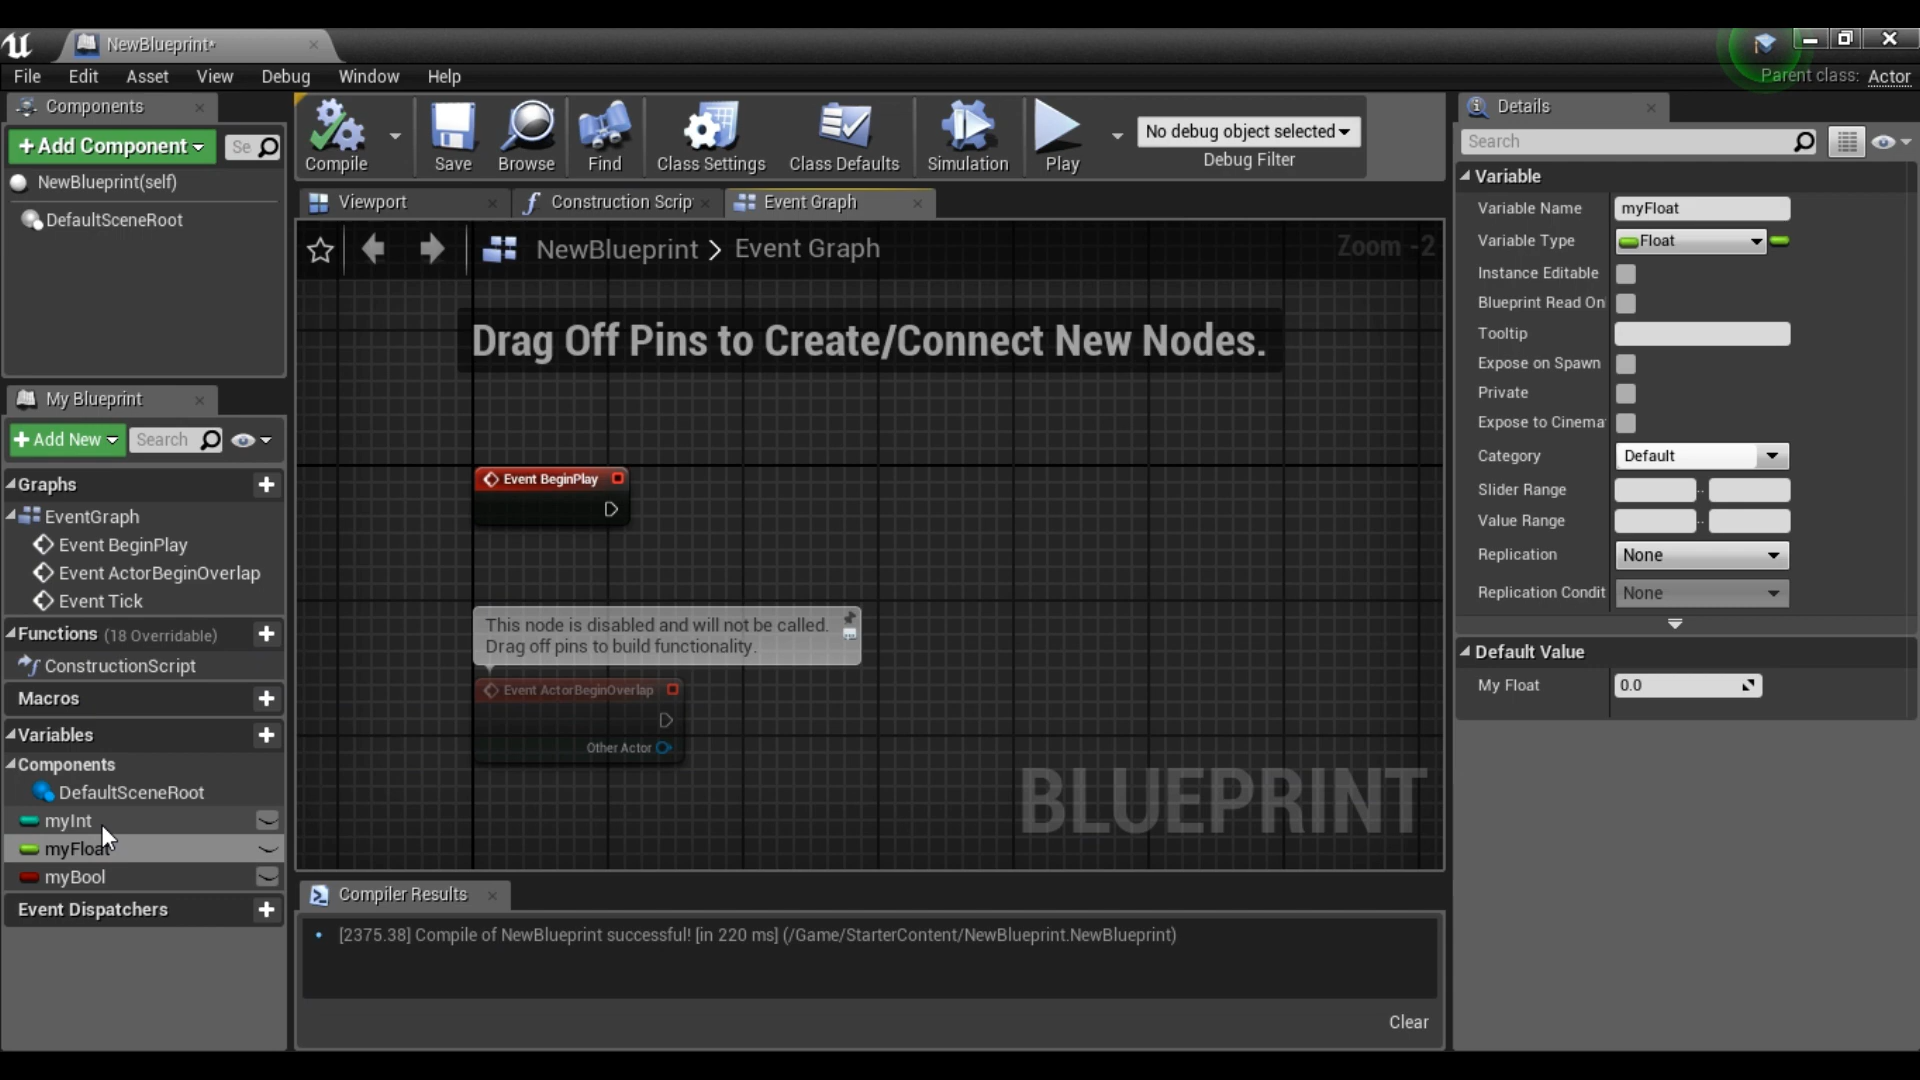 NewBlueprint*
File Edit Asset View Debug Window Help
Parent class: Actor
Components
+Add Component
Se
NewBlueprint(self)
DefaultSceneRoot
Compile
Save
Browse
Find
Class Settings
Class Defaults
Simulation
Play
No debug object selected
Debug Filter
Viewport
Construction Scrip
Event Graph
NewBlueprint > Event Graph
Zoom -2
Drag Off Pins to Create/Connect New Nodes.
Event BeginPlay
This node is disabled and will not be called.
Drag off pins to build functionality.
Event ActorBeginOverlap
Other Actor
BLUEPRINT
My Blueprint
+Add New
Search
Graphs
EventGraph
Event BeginPlay
Event ActorBeginOverlap
Event Tick
Functions (18 Overridable)
ConstructionScript
Macros
Variables
Components
DefaultSceneRoot
myInt
myFloat
myBool
Event Dispatchers
Compiler Results
[2375.38] Compile of NewBlueprint successful! [in 220 ms] (/Game/StarterContent/NewBlueprint.NewBlueprint)
Clear
Details
Search
Variable
Variable Name myFloat
Variable Type Float
Instance Editable
Blueprint Read On
Tooltip
Expose on Spawn
Private
Expose to Cinema
Category Default
Slider Range ..
Value Range ..
Replication None
Replication Condit None
Default Value
My Float 0.0